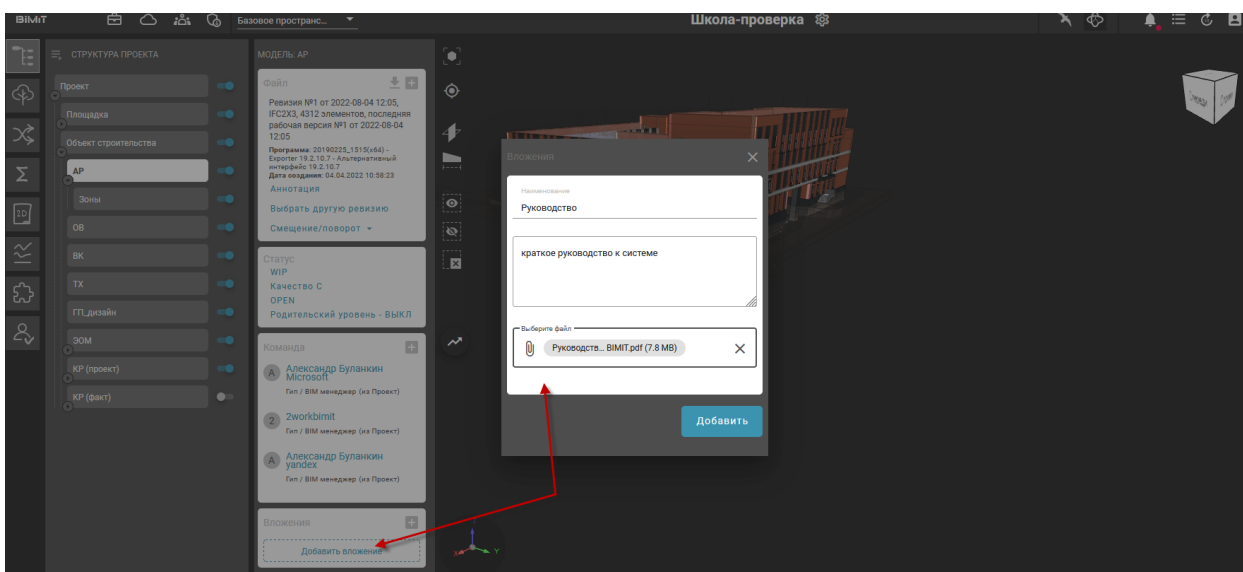 BIMIT
Базовое пространс...
Школа-проверка
СТРУКТУРА ПРОЕКТА
Проект
Площадка
Объект строительства
АР
Зоны
ОВ
ВК
ТХ
ГП_дизайн
ЭОМ
КР (проект)
КР (факт)
МОДЕЛЬ: АР
Файл
Ревизия №1 от 2022-08-04 12:05,
IFC2X3, 4312 элементов, последняя
рабочая версия №1 от 2022-08-04
12:05
Программа: 20190225_1515(x64) -
Exporter 19.2.10.7 - Альтернативный
интерфейс 19.2.10.7
Дата создания: 04.04.2022 10:58:23
Аннотация
Выбрать другую ревизию
Смещение/поворот
Статус
WIP
Качество C
OPEN
Родительский уровень - ВЫКЛ
Команда
А
Александр Буланкин
Microsoft
Гип / BIM менеджер (из Проект)
2
2workbimit
Гип / BIM менеджер (из Проект)
А
Александр Буланкин
yandex
Гип / BIM менеджер (из Проект)
Вложения
Добавить вложение
2D
Вложения
Наименование
Руководство
краткое руководство к системе
Выберите файл
Руководств... BIMIT.pdf (7.8 MB)
Добавить
X
Y